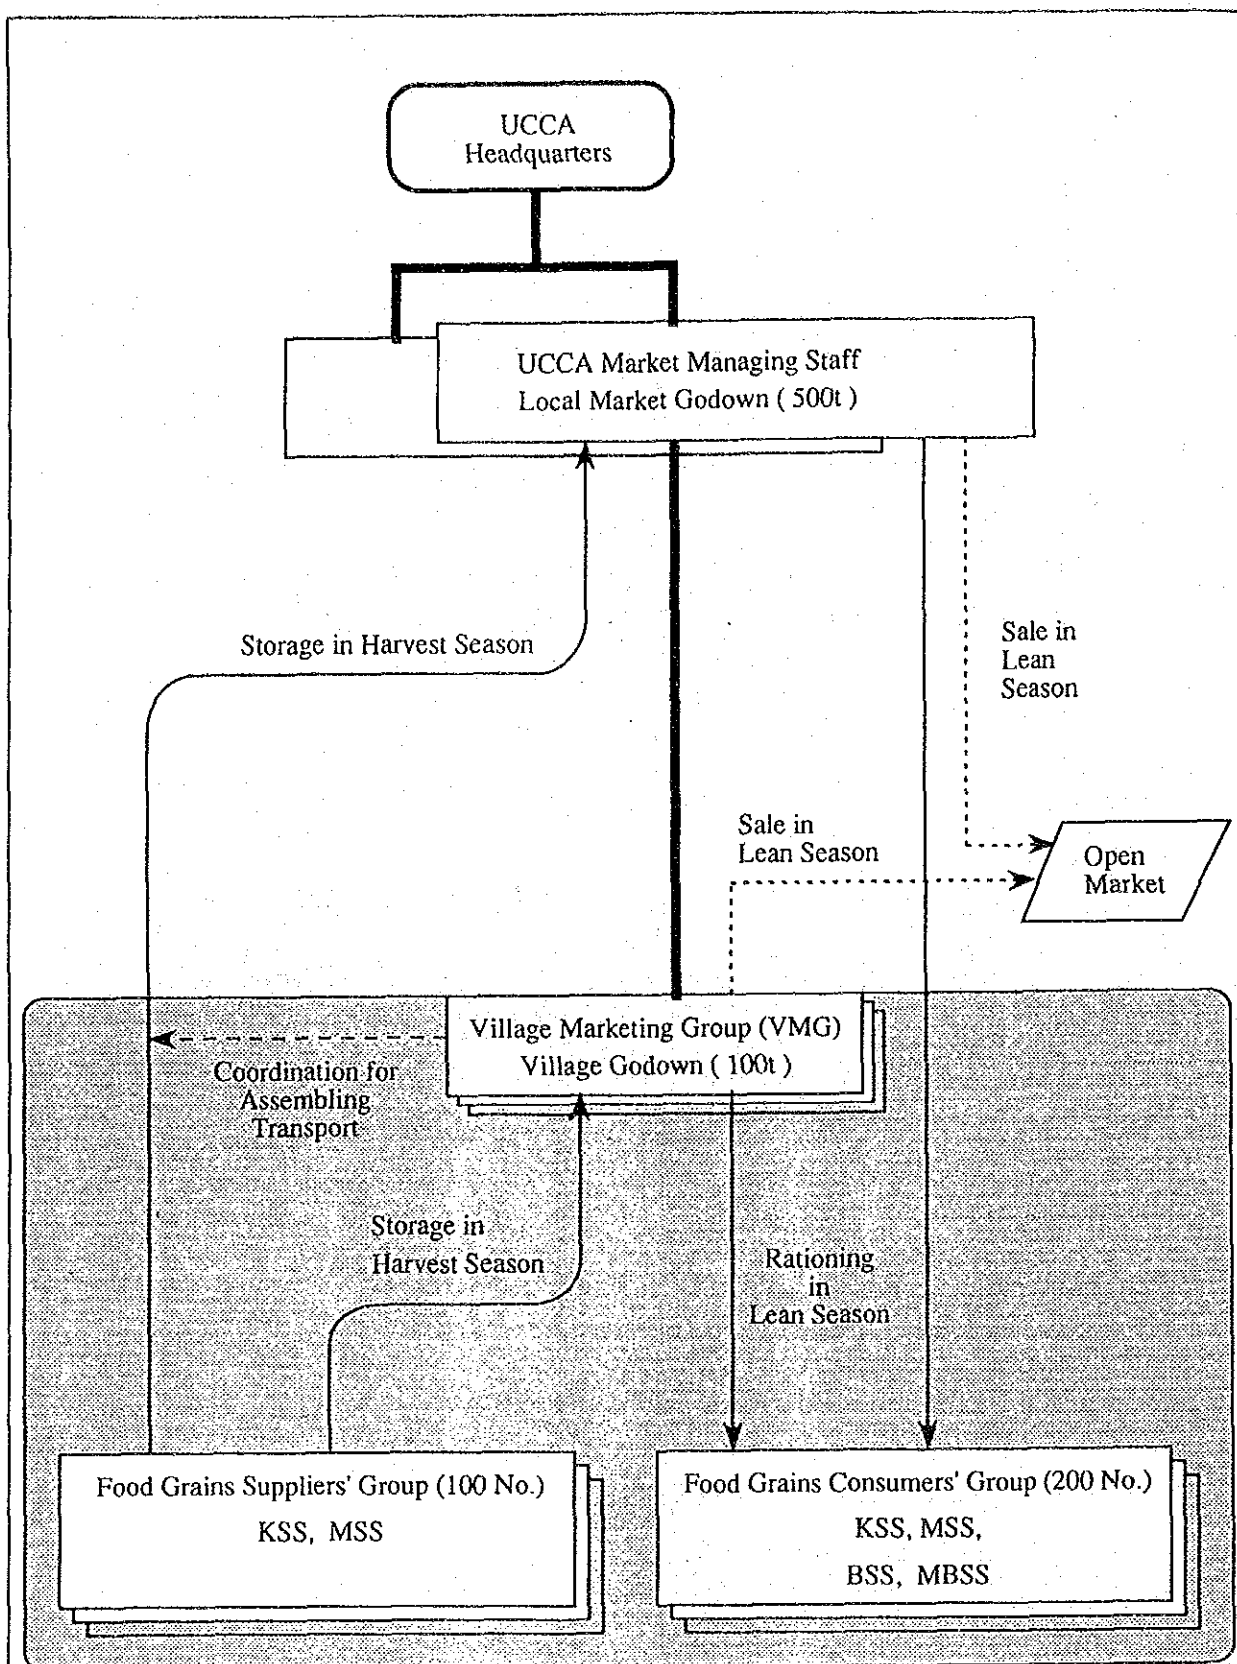 UCCA
Headquarters
UCCA Market Managing Staff
Local Market Godown ( 500t )
Storage in Harvest Season
Sale in
Lean
Season
Sale in
Lean Season
Open
Market
Village Marketing Group (VMG)
Village Godown ( 100t )
Coordination for
Assembling
Transport
Storage in
Harvest Season
Rationing
in
Lean Season
Food Grains Suppliers' Group (100 No.)
KSS, MSS
Food Grains Consumers' Group (200 No.)
KSS, MSS,
BSS, MBSS